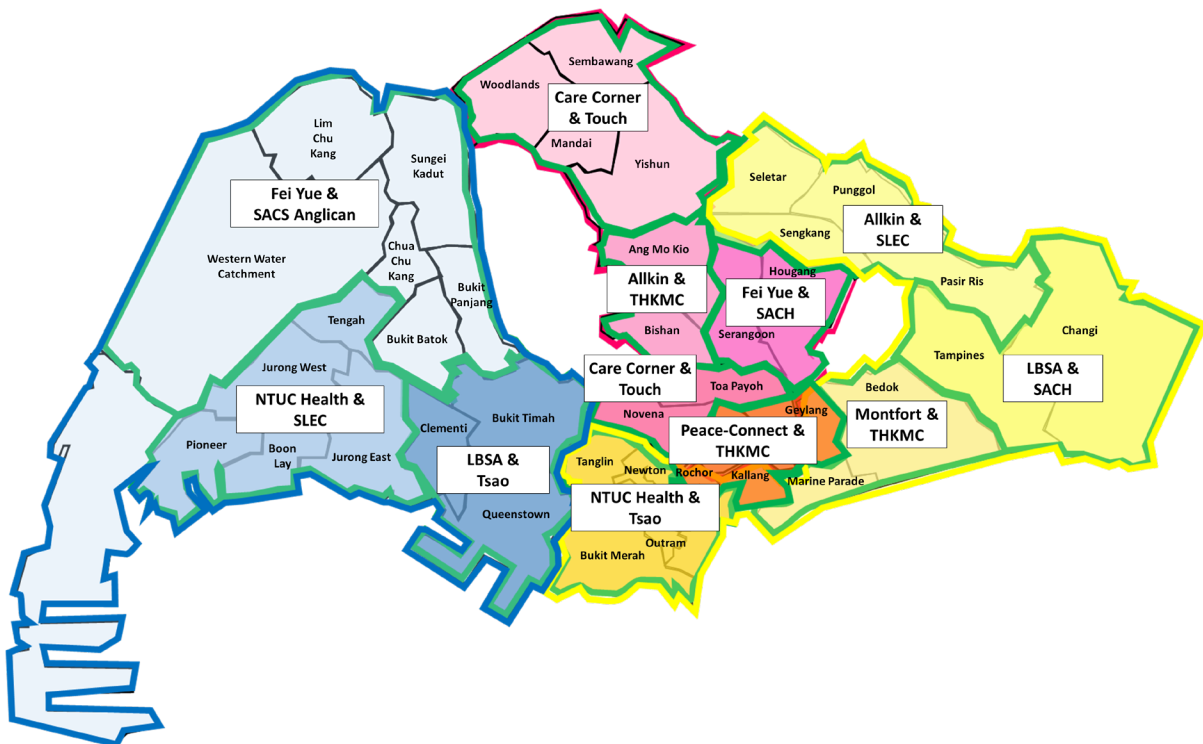 Sembawang
Woodlands
Care Corner
& Touch
Mandai
Yishun
Lim
Chu
Kang
Sungei
Kadut
Fei Yue &
SACS Anglican
Western Water
Catchment
Chua
Chu
Kang
Bukit
Panjang
Bukit Batok
Seletar
Punggol
Sengkang
Allkin &
SLEC
Pasir Ris
Ang Mo Kio
Allkin &
THKMC
Bishan
Hougang
Fei Yue &
SACH
Serangoon
Changi
Tampines
LBSA &
SACH
Tengah
Jurong West
NTUC Health &
SLEC
Pioneer
Boon
Lay
Jurong East
Clementi
Bukit Timah
LBSA &
Tsao
Queenstown
Care Corner &
Touch
Toa Payoh
Novena
Geylang
Peace-Connect &
THKMC
Rochor
Kallang
Bedok
Montfort &
THKMC
Marine Parade
Tanglin
Newton
NTUC Health &
Tsao
Outram
Bukit Merah